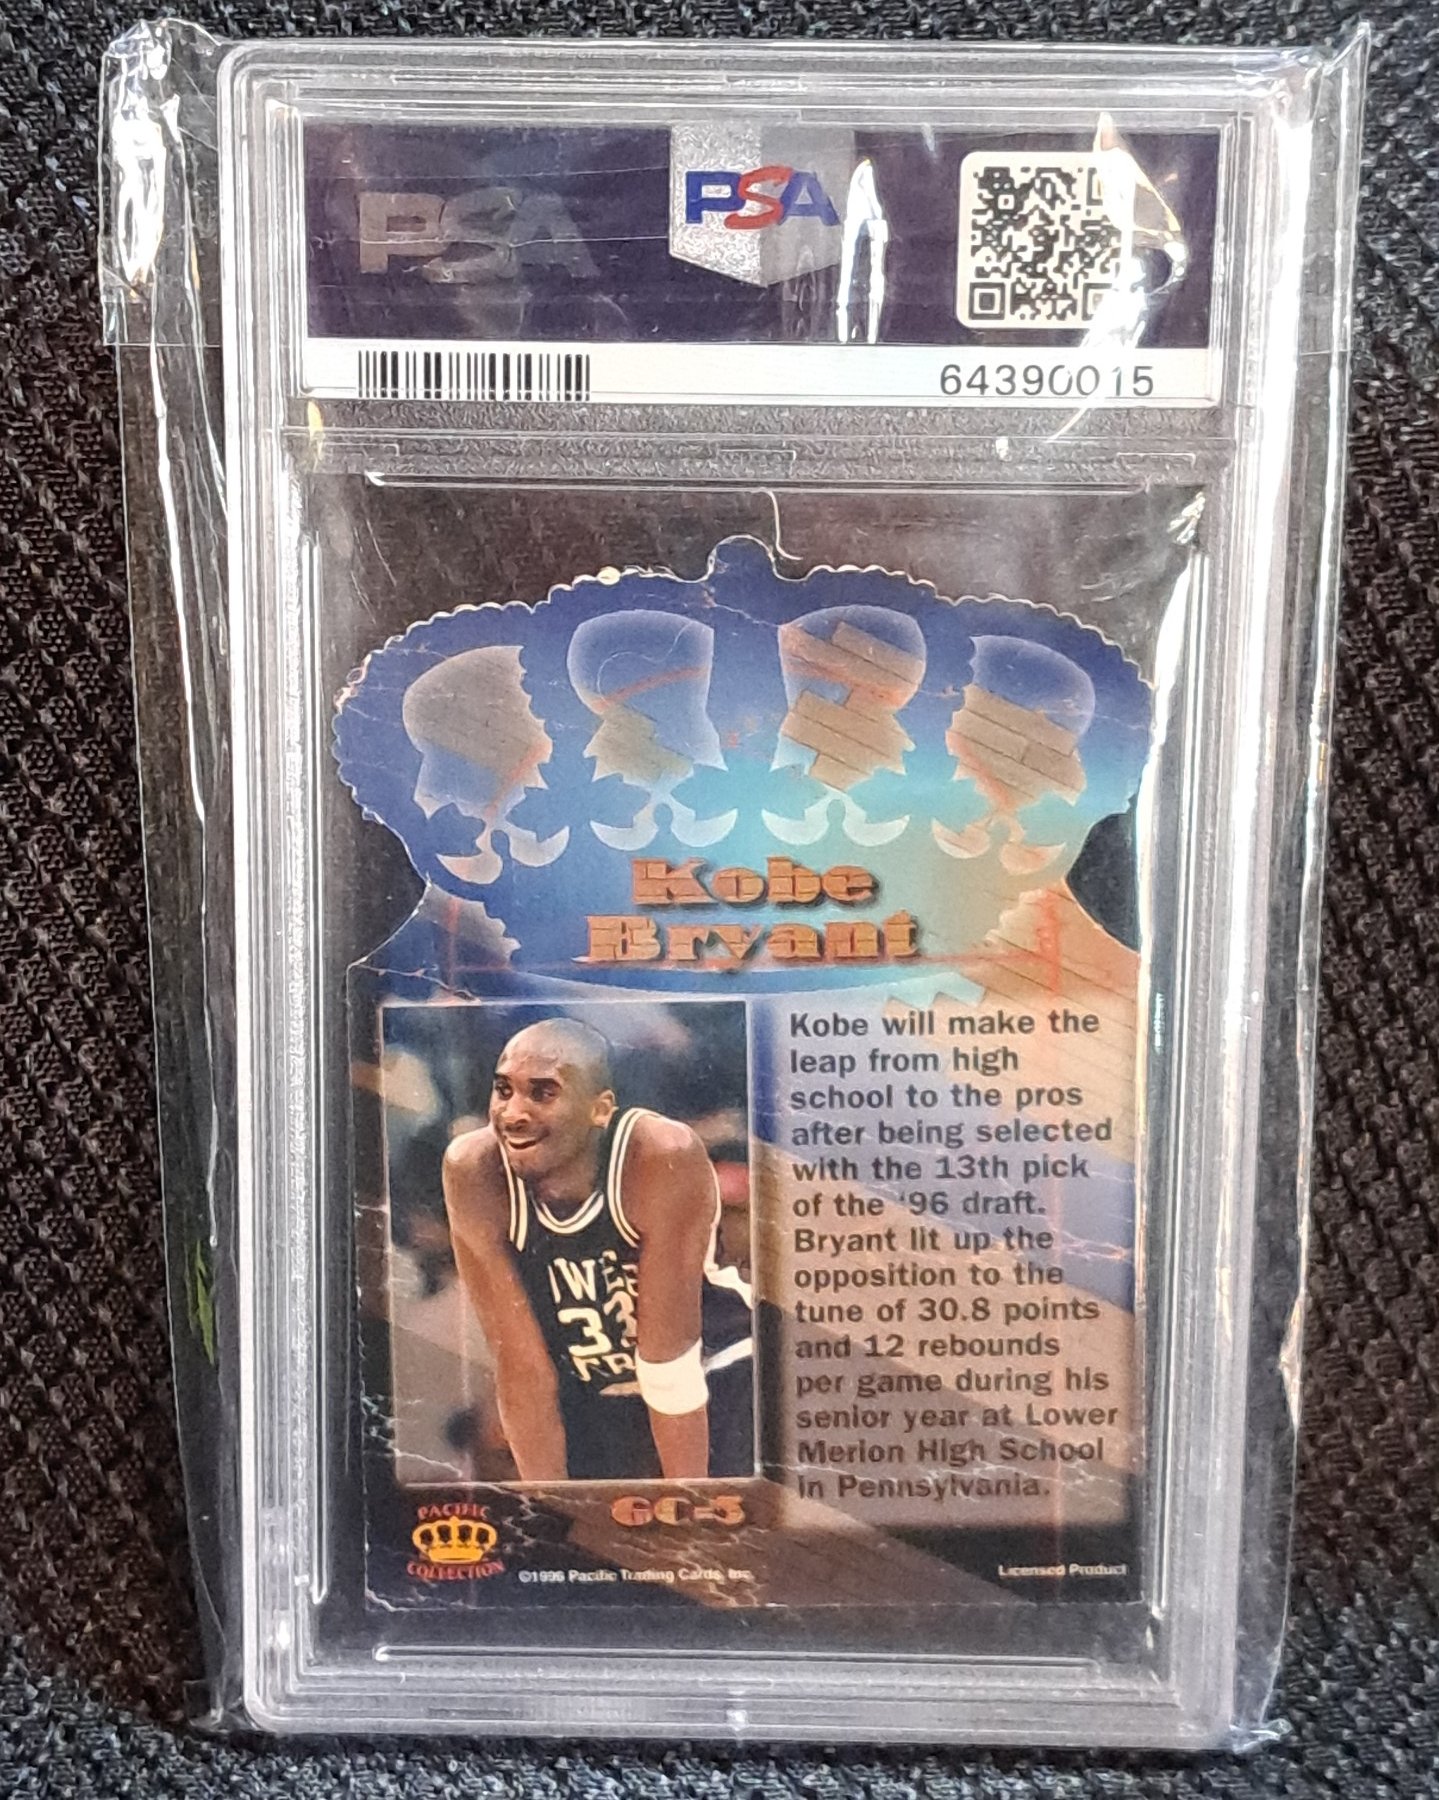 PSA
PSA
64390015
Kobe
Bryant
Kobe will make the
leap from high
school to the pros
after being selected
with the 13th pick
of the '96 draft.
Bryant lit up the
opposition to the
tune of 30.8 points
and 12 rebounds
per game during his
senior year at Lower
Merion High School
in Pennsylvania.
33
PACIFIC
COLLECTION
GC-5
©1996 Pacific Trading Cards, Inc.
Licensed Product